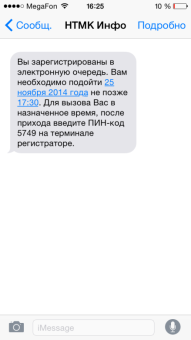 MegaFon 16:25 10 %
Сообщ. НТМК Инфо Подробно
Вы зарегистрированы в
электронную очередь. Вам
необходимо подойти 25
ноября 2014 года не позже
17:30. Для вызова Вас в
назначенное время, после
прихода введите ПИН-код
5749 на терминале
регистраторе.
iMessage